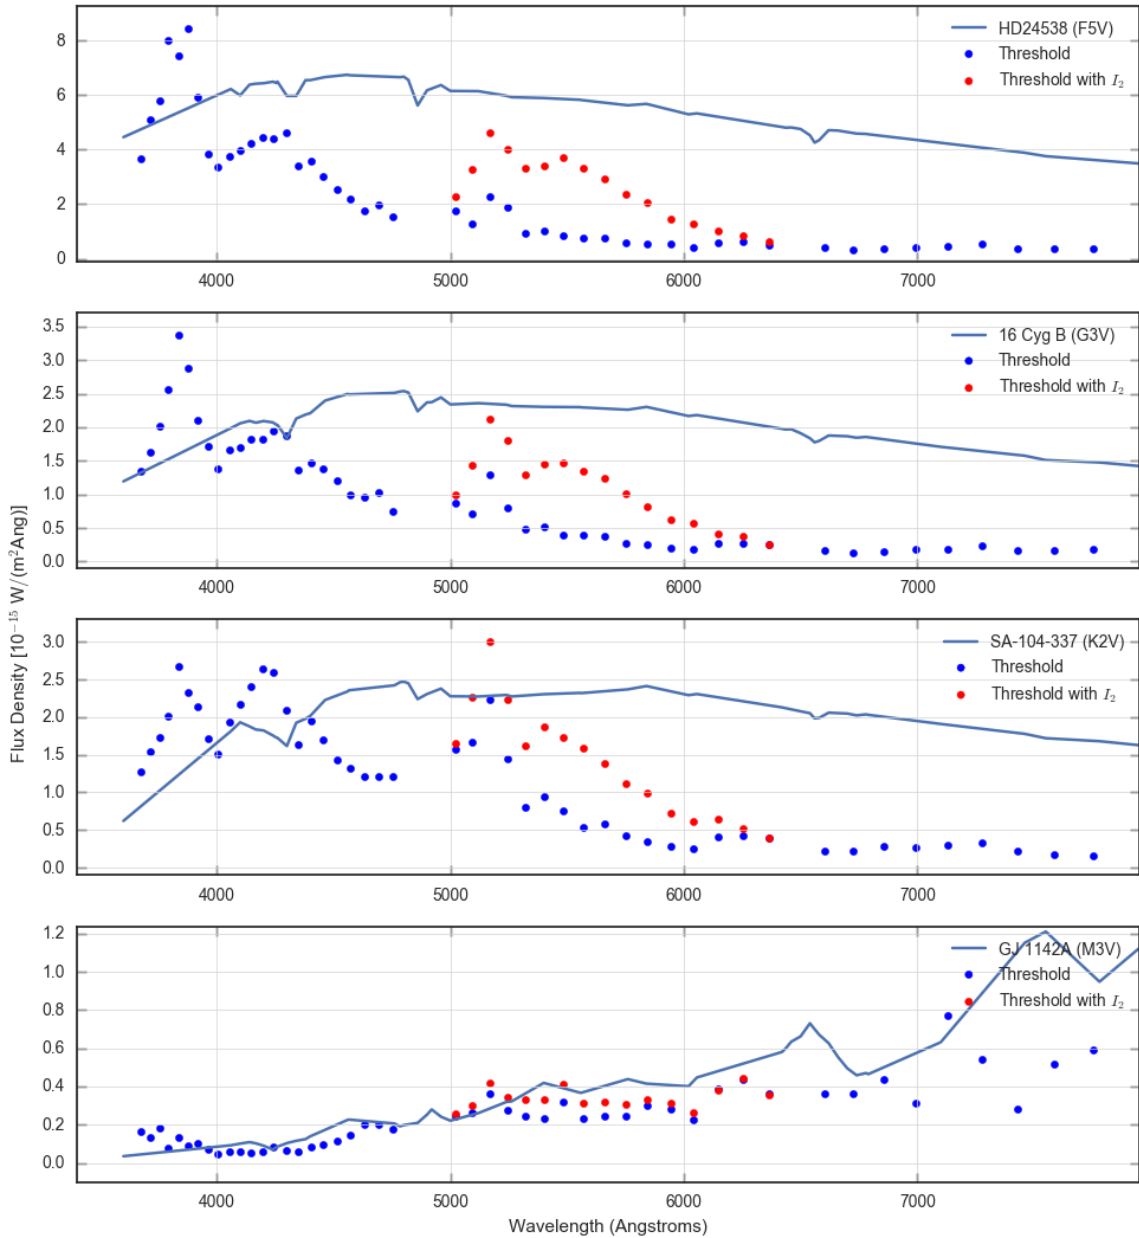 HD24538 (F5V)
Threshold
Threshold with I₂
8
6
4
2
0
4000 5000 6000 7000
16 Cyg B (G3V)
Threshold
Threshold with I₂
3.5
3.0
2.5
2.0
1.5
1.0
0.5
0.0
4000 5000 6000 7000
Flux Density [10⁻¹⁵ W/(m²Ang)]
SA-104-337 (K2V)
Threshold
Threshold with I₂
3.0
2.5
2.0
1.5
1.0
0.5
0.0
4000 5000 6000 7000
GJ 1142A (M3V)
Threshold
Threshold with I₂
1.2
1.0
0.8
0.6
0.4
0.2
0.0
4000 5000 6000 7000
Wavelength (Angstroms)